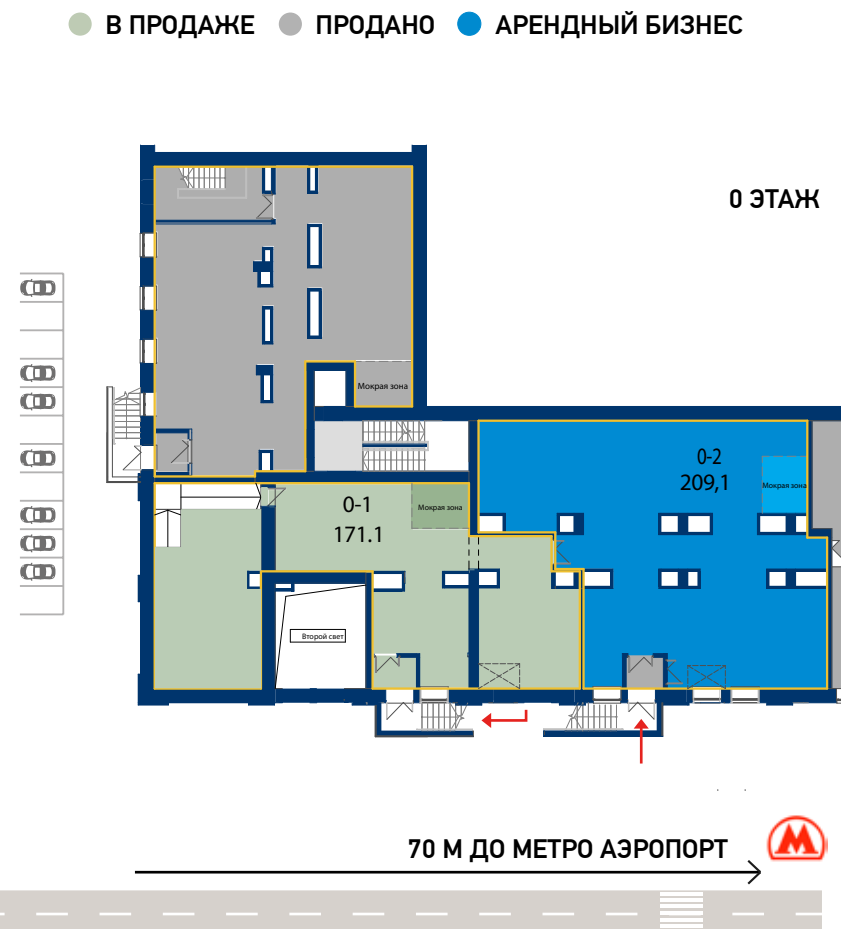 В ПРОДАЖЕ ПРОДАНО АРЕНДНЫЙ БИЗНЕС
0 ЭТАЖ
Мокрая зона
0-2
209,1
Мокрая зона
0-1
171.1
Мокрая зона
Второй свет
70 М ДО МЕТРО АЭРОПОРТ
М